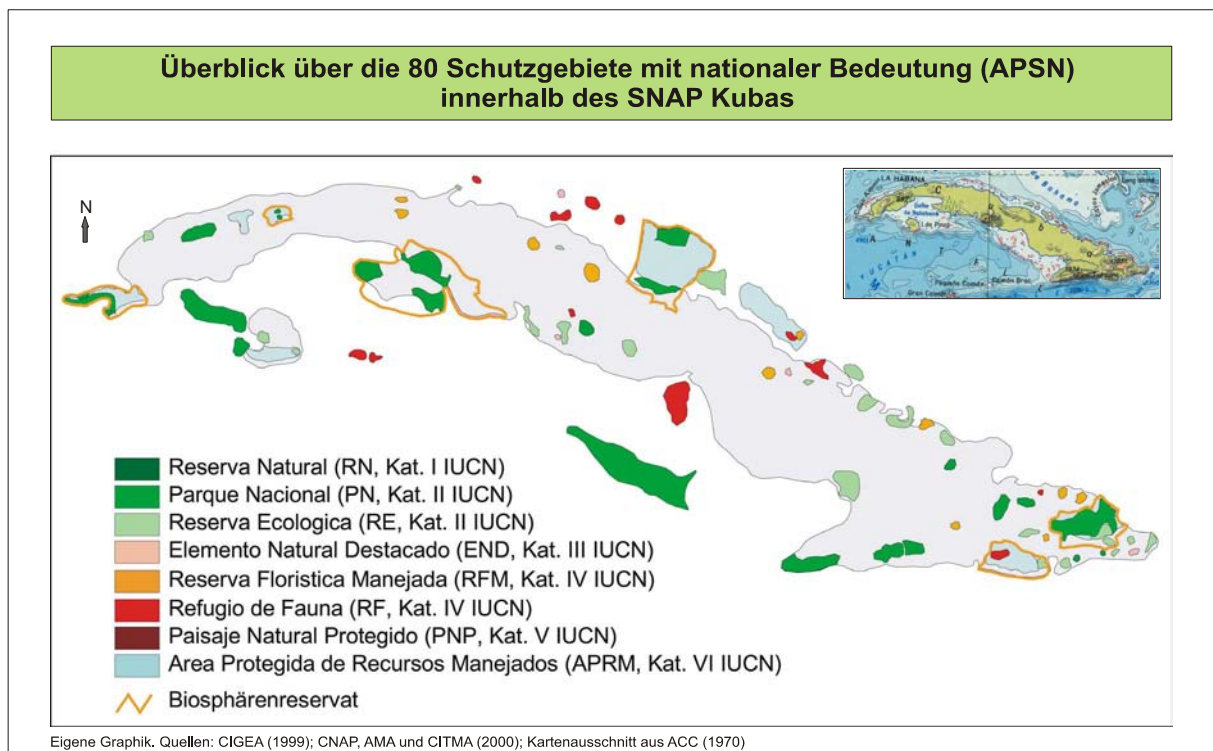 Überblick über die 80 Schutzgebiete mit nationaler Bedeutung (APSN)
innerhalb des SNAP Kubas
N
LA HABANA
Reserva Natural (RN, Kat. I IUCN)
Parque Nacional (PN, Kat. II IUCN)
Reserva Ecologica (RE, Kat. II IUCN)
Elemento Natural Destacado (END, Kat. III IUCN)
Reserva Floristica Manejada (RFM, Kat. IV IUCN)
Refugio de Fauna (RF, Kat. IV IUCN)
Paisaje Natural Protegido (PNP, Kat. V IUCN)
Area Protegida de Recursos Manejados (APRM, Kat. VI IUCN)
Biosphärenreservat
Eigene Graphik. Quellen: CIGEA (1999); CNAP, AMA und CITMA (2000); Kartenausschnitt aus ACC (1970)